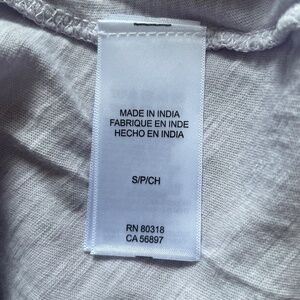 MADE IN INDIA
FABRIQUE EN INDE
HECHO EN INDIA
S/P/CH
RN 80318
CA 56897